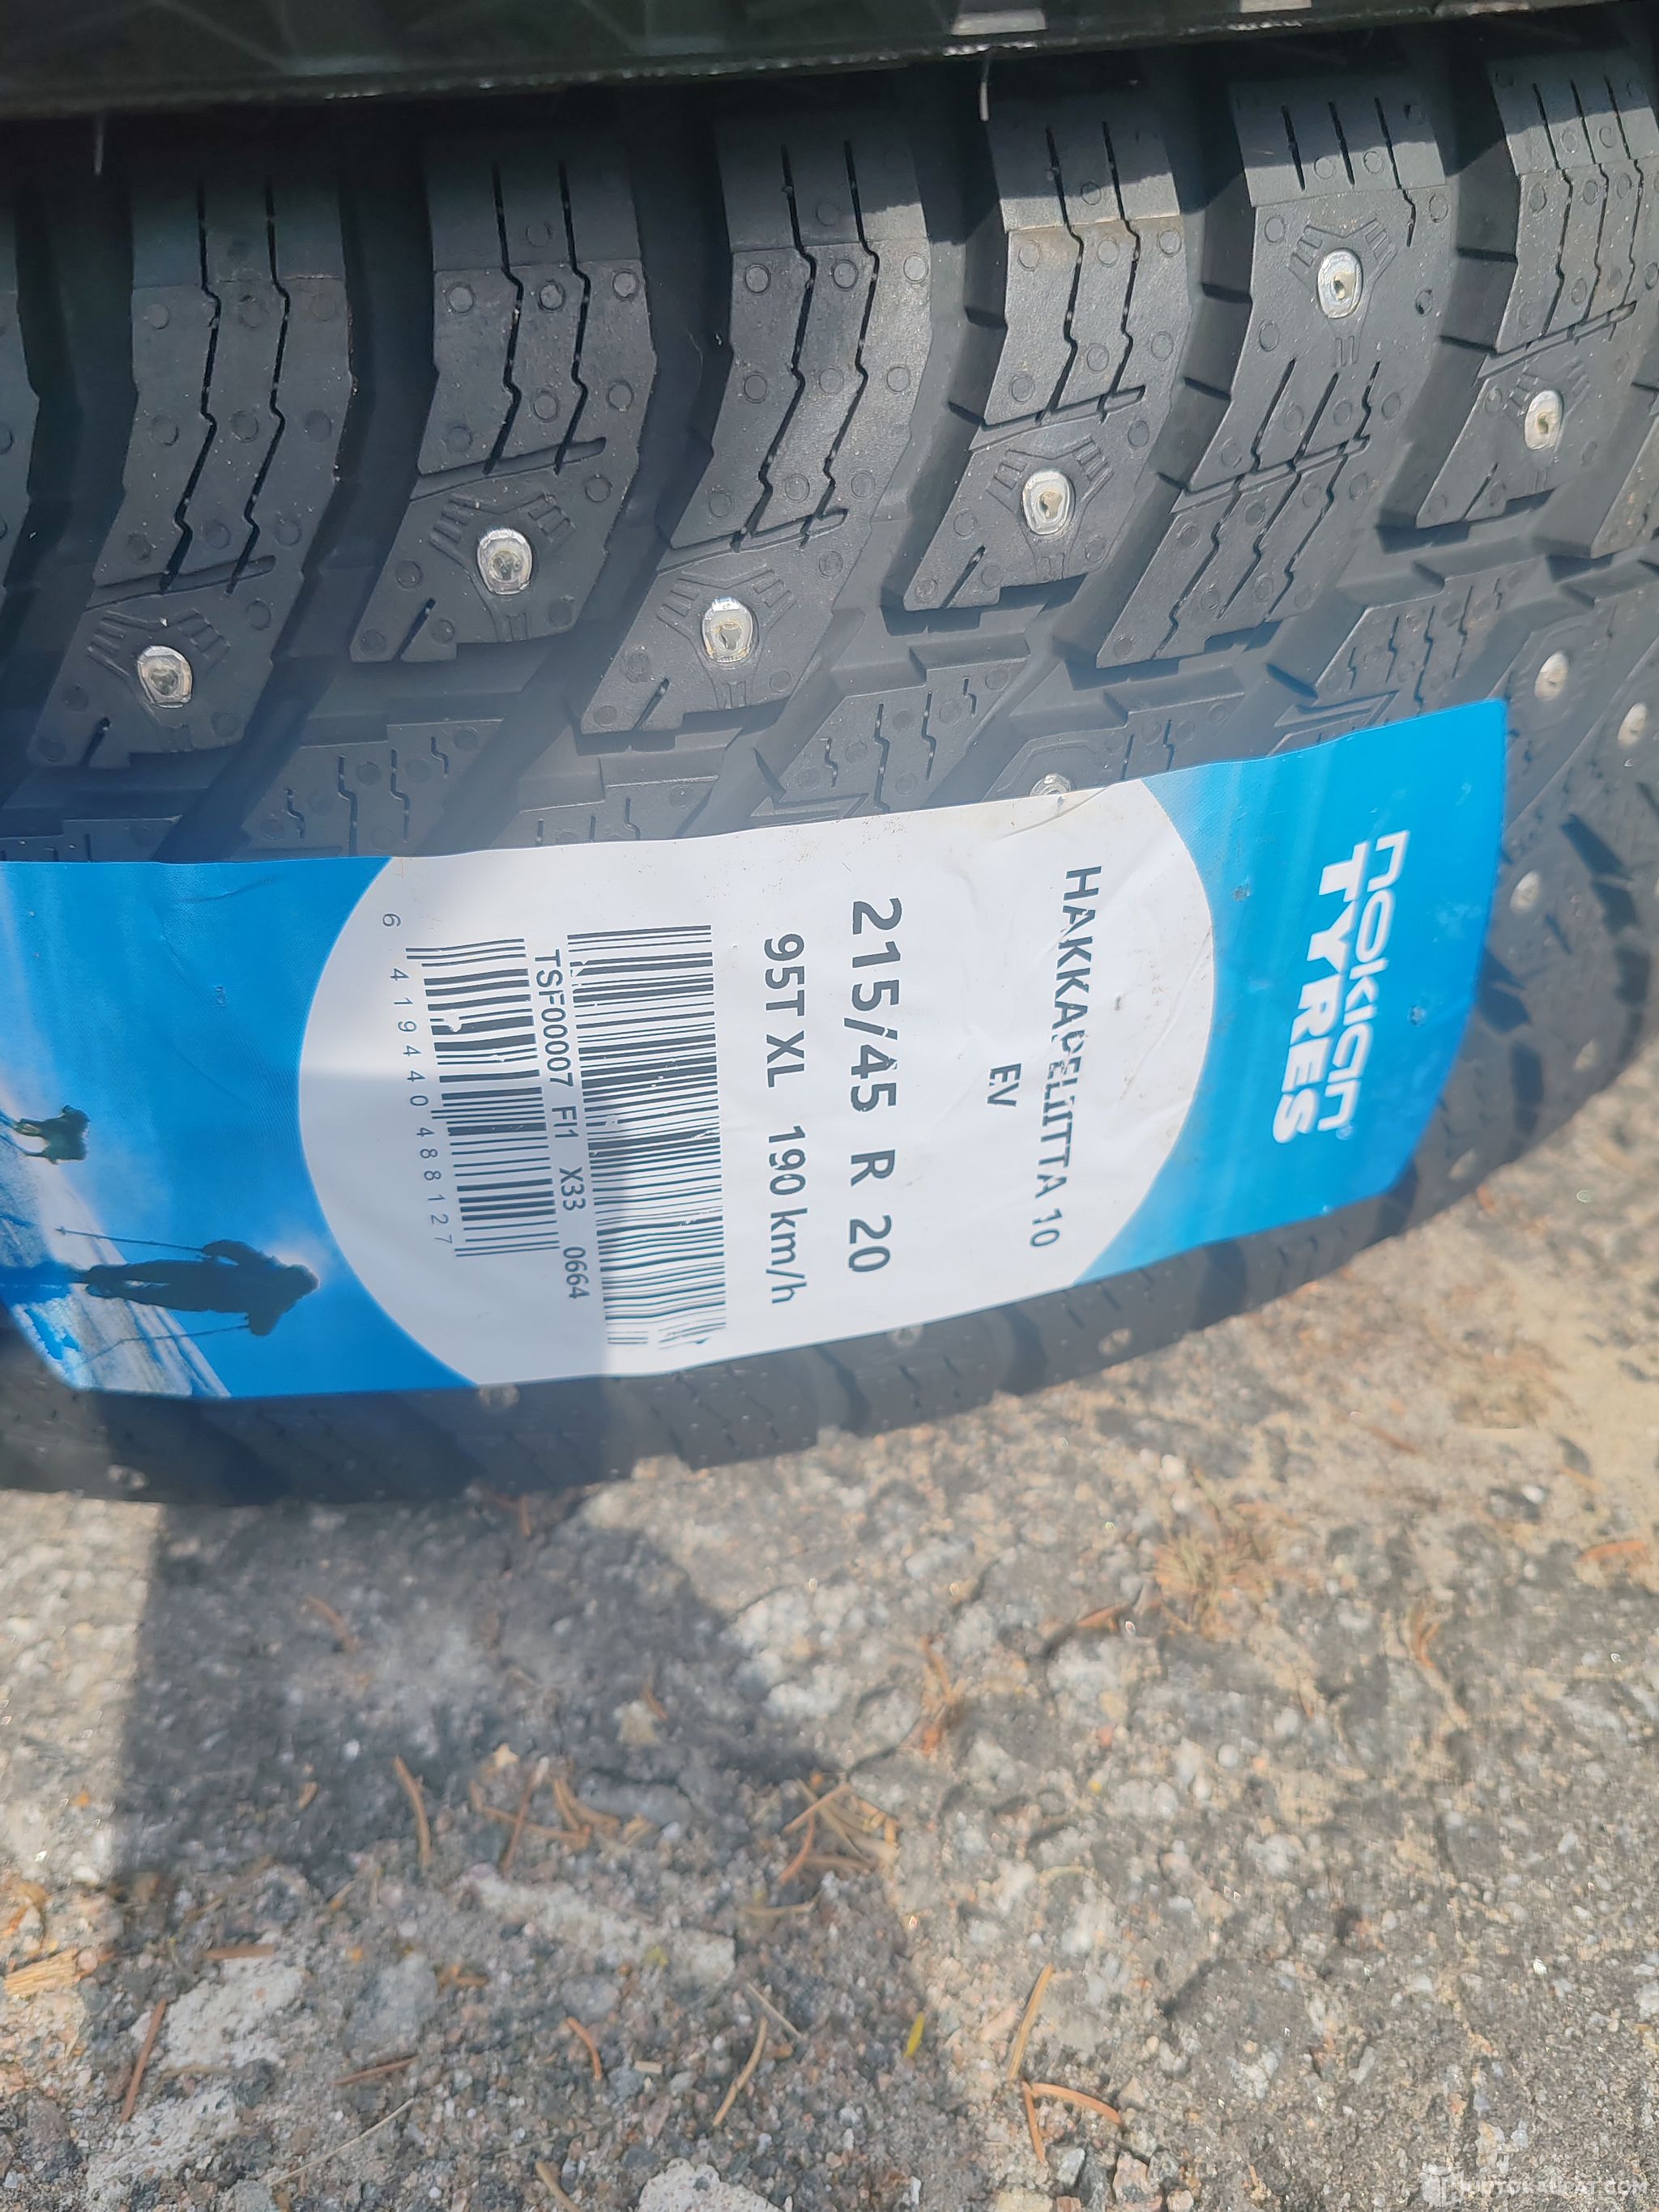 nokian
TYRES
HAKKAPELIITTA 10
EV
215/45 R 20
95T XL 190 km/h
TSF00007 FI1 X33 0664
6 419440 488127